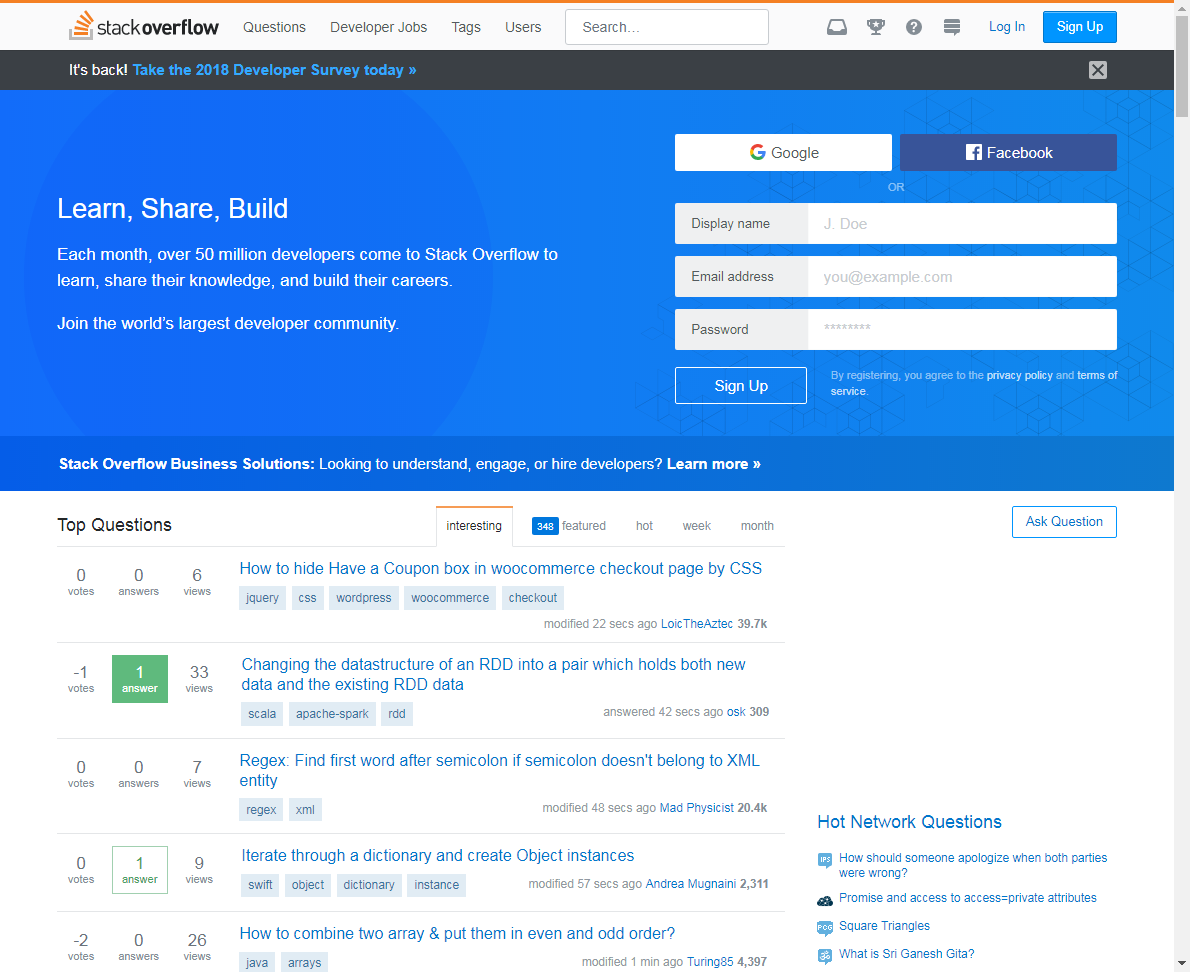 stackoverflow Questions Developer Jobs Tags Users Search... Log In Sign Up
It's back! Take the 2018 Developer Survey today »
Google Facebook
OR
Learn, Share, Build
Display name J. Doe
Each month, over 50 million developers come to Stack Overflow to
learn, share their knowledge, and build their careers.
Email address you@example.com
Join the world's largest developer community.
Password ********
Sign Up
By registering, you agree to the privacy policy and terms of
service.
Stack Overflow Business Solutions: Looking to understand, engage, or hire developers? Learn more »
Top Questions interesting 348 featured hot week month
Ask Question
0 votes 0 answers 6 views
How to hide Have a Coupon box in woocommerce checkout page by CSS
jquery css wordpress woocommerce checkout
modified 22 secs ago LoicTheAztec 39.7k
-1 votes 1 answer 33 views
Changing the datastructure of an RDD into a pair which holds both new
data and the existing RDD data
scala apache-spark rdd
answered 42 secs ago osk 309
0 votes 0 answers 7 views
Regex: Find first word after semicolon if semicolon doesn't belong to XML
entity
regex xml
modified 48 secs ago Mad Physicist 20.4k
0 votes 1 answer 9 views
Iterate through a dictionary and create Object instances
swift object dictionary instance
modified 57 secs ago Andrea Mugnaini 2,311
-2 votes 0 answers 26 views
How to combine two array & put them in even and odd order?
java arrays
modified 1 min ago Turing85 4,397
Hot Network Questions
IPS How should someone apologize when both parties
were wrong?
Promise and access to access=private attributes
PCG Square Triangles
ॐ What is Sri Ganesh Gita?